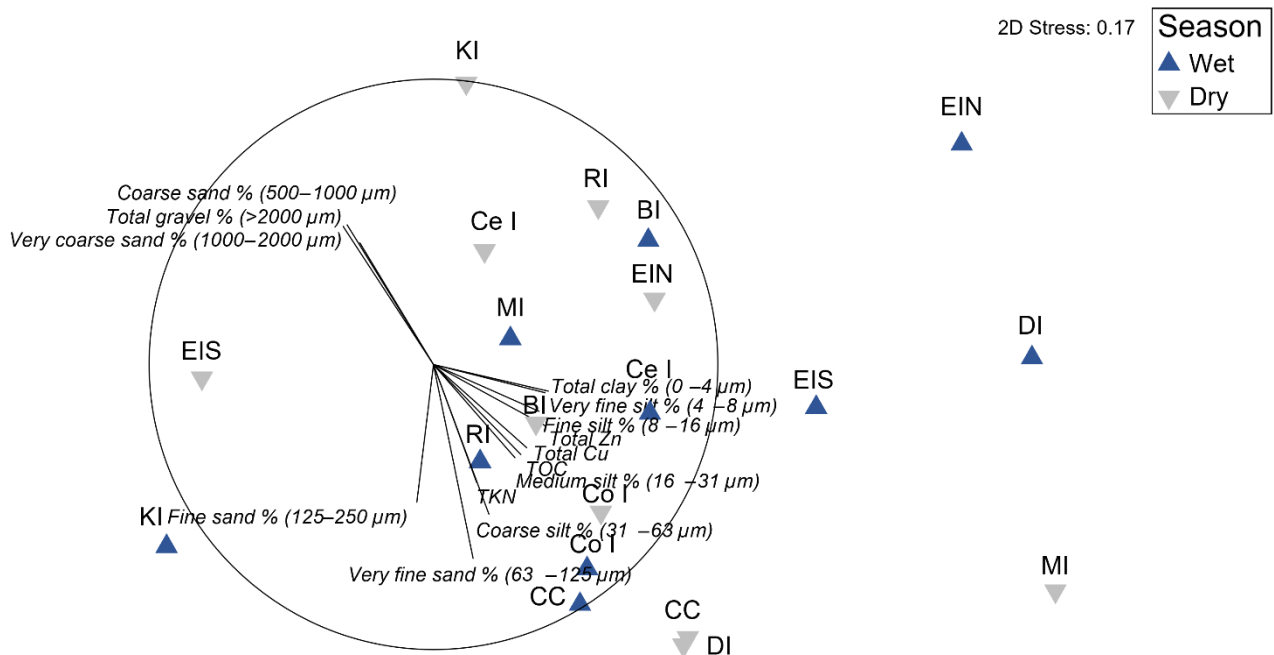 2D Stress: 0.17
Season
Wet
Dry
KI
EIN
RI
BI
Coarse sand % (500–1000 µm)
Total gravel % (>2000 µm)
Very coarse sand % (1000–2000 µm)
Ce I
EIN
MI
DI
EIS
Ce I
EIS
Total clay % (0 –4 µm)
Very fine silt % (4 –8 µm)
BI
Fine silt % (8 –16 µm)
Total Zn
RI
Total Cu
TOC
Medium silt % (16 –31 µm)
TKN
Co I
KI
Fine sand % (125–250 µm)
Coarse silt % (31 –63 µm)
Co I
Very fine sand % (63 –125 µm)
MI
CC
CC
DI